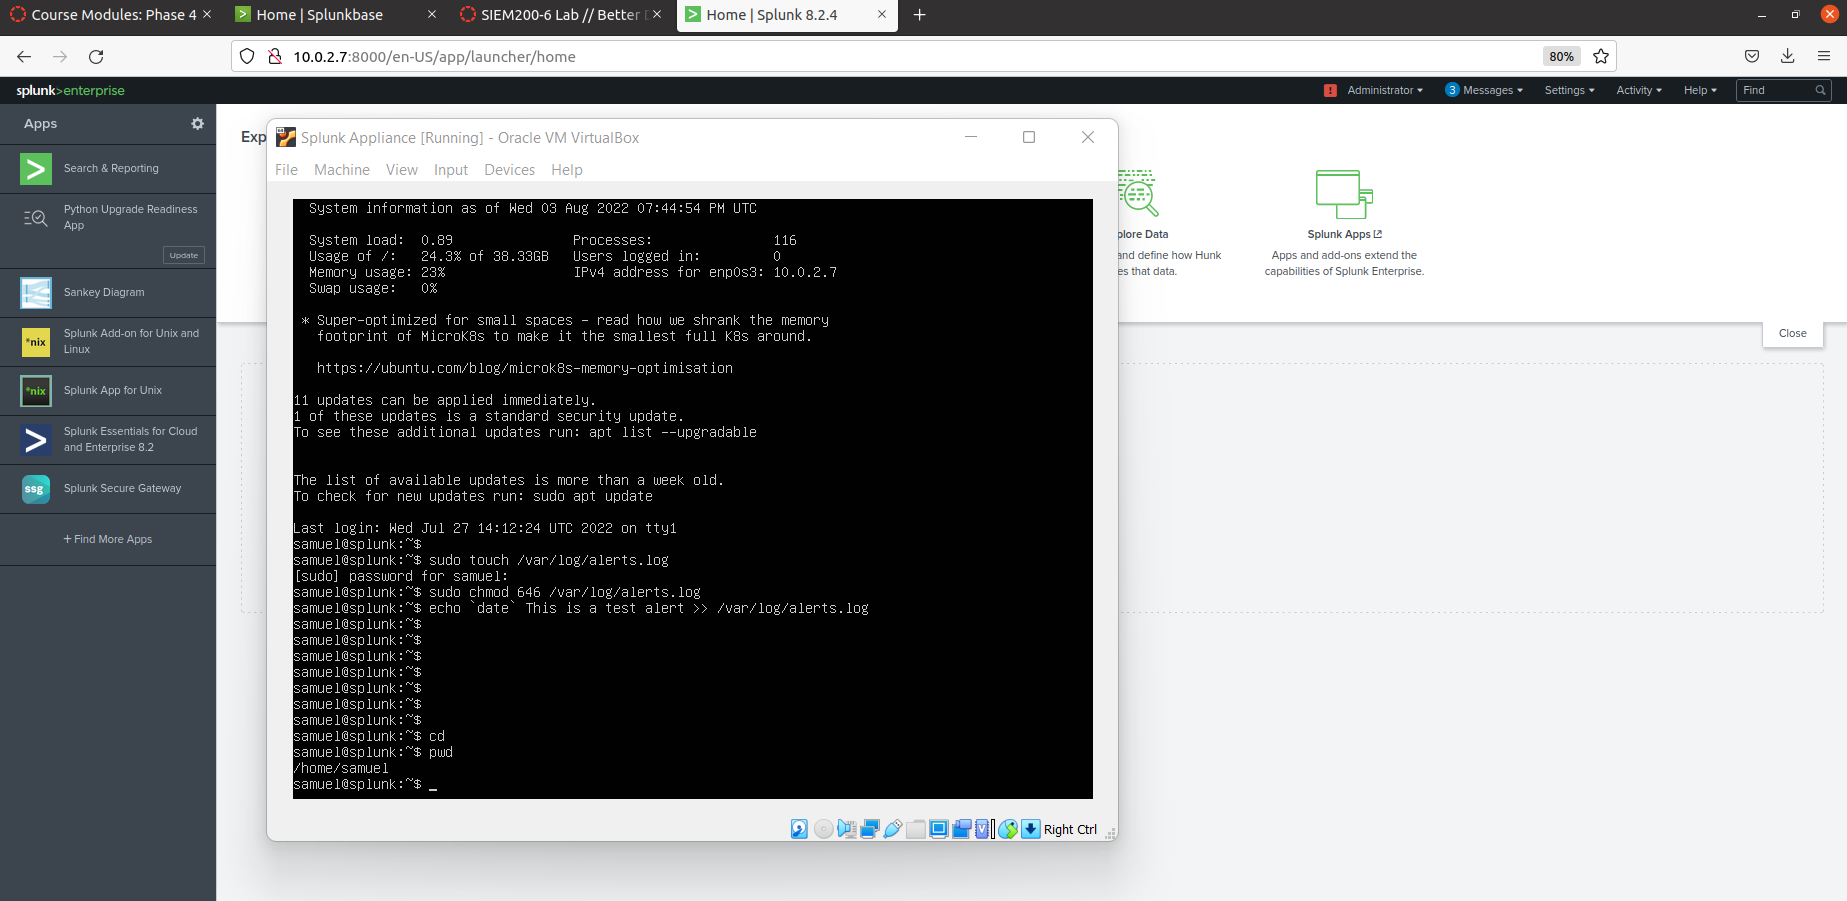 Course Modules: Phase 4
Home | Splunkbase
SIEM200-6 Lab // Better D
Home | Splunk 8.2.4
10.0.2.7:8000/en-US/app/launcher/home
80%
splunk>enterprise
Administrator
3 Messages
Settings
Activity
Help
Find
Apps
Search & Reporting
Python Upgrade Readiness
App
Update
Sankey Diagram
*nix
Splunk Add-on for Unix and
Linux
*nix
Splunk App for Unix
Splunk Essentials for Cloud
and Enterprise 8.2
ssg
Splunk Secure Gateway
+ Find More Apps
Exp
Splunk Appliance [Running] - Oracle VM VirtualBox
File Machine View Input Devices Help
System information as of Wed 03 Aug 2022 07:44:54 PM UTC
System load: 0.89 Processes: 116
Usage of /: 24.3% of 38.33GB Users logged in: 0
Memory usage: 23% IPv4 address for enp0s3: 10.0.2.7
Swap usage: 0%
* Super-optimized for small spaces - read how we shrank the memory
footprint of MicroK8s to make it the smallest full K8s around.
https://ubuntu.com/blog/microk8s-memory-optimisation
11 updates can be applied immediately.
1 of these updates is a standard security update.
To see these additional updates run: apt list --upgradable
The list of available updates is more than a week old.
To check for new updates run: sudo apt update
Last login: Wed Jul 27 14:12:24 UTC 2022 on tty1
samuel@splunk:~$
samuel@splunk:~$ sudo touch /var/log/alerts.log
[sudo] password for samuel:
samuel@splunk:~$ sudo chmod 646 /var/log/alerts.log
samuel@splunk:~$ echo `date` This is a test alert >> /var/log/alerts.log
samuel@splunk:~$
samuel@splunk:~$
samuel@splunk:~$
samuel@splunk:~$
samuel@splunk:~$
samuel@splunk:~$
samuel@splunk:~$
samuel@splunk:~$ cd
samuel@splunk:~$ pwd
/home/samuel
samuel@splunk:~$ _
Right Ctrl
plore Data
and define how Hunk
es that data.
Splunk Apps
Apps and add-ons extend the
capabilities of Splunk Enterprise.
Close